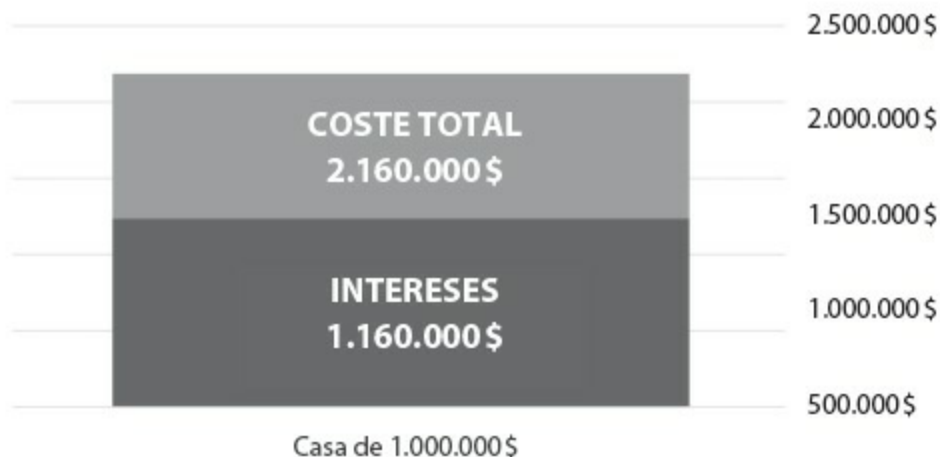 2.500.000 $
COSTE TOTAL
2.160.000 $
2.000.000 $
1.500.000 $
INTERESES
1.160.000 $
1.000.000 $
500.000 $
Casa de 1.000.000 $